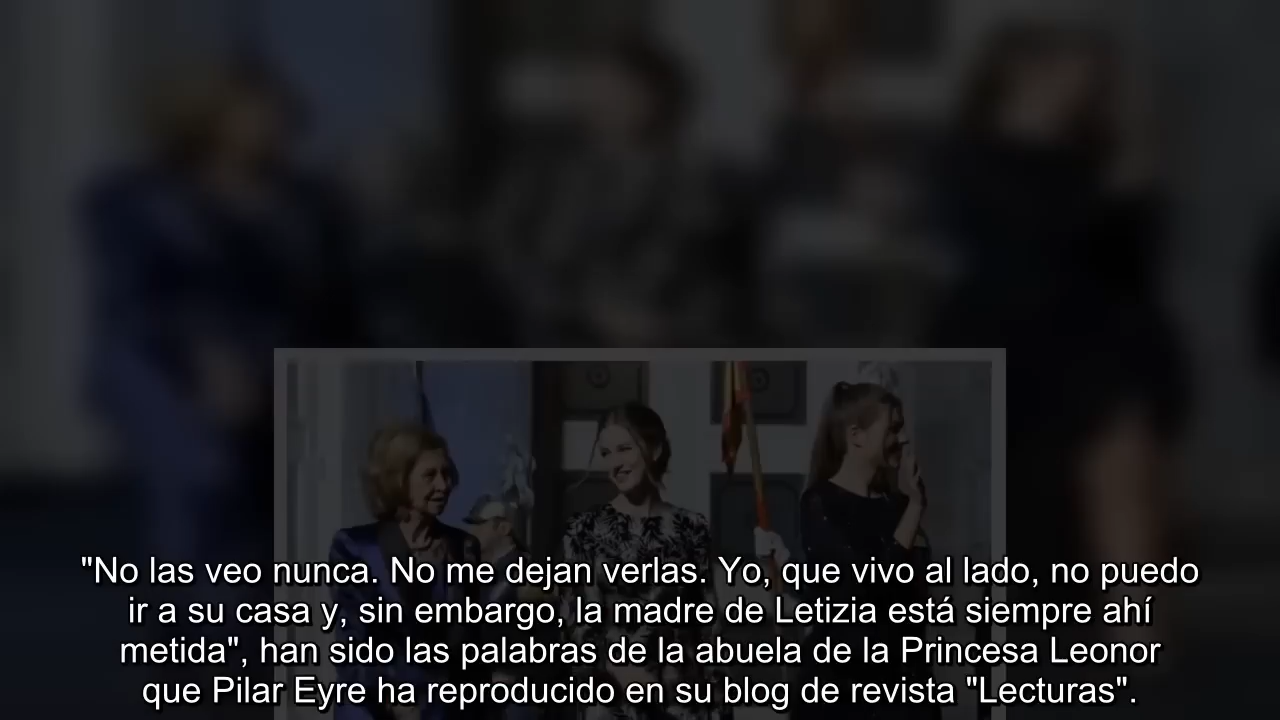 "No las veo nunca. No me dejan verlas. Yo, que vivo al lado, no puedo
ir a su casa y, sin embargo, la madre de Letizia está siempre ahí
metida", han sido las palabras de la abuela de la Princesa Leonor
que Pilar Eyre ha reproducido en su blog de revista "Lecturas".